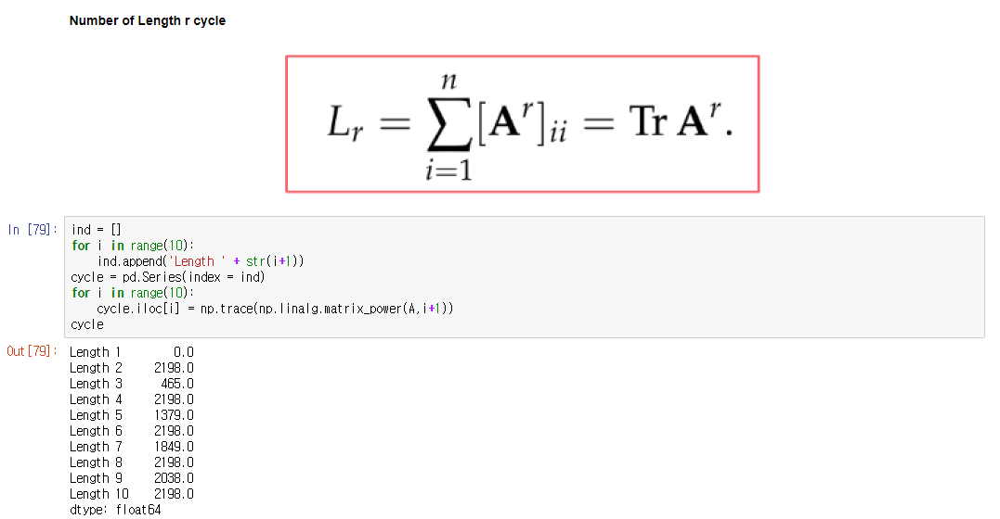 Number of Length r cycle
L_r = \sum_{i=1}^{n} [\mathbf{A}^r]_{ii} = \mathrm{Tr}\,\mathbf{A}^r.
In [79]:
ind = []
for i in range(10):
    ind.append('Length ' + str(i+1))
cycle = pd.Series(index = ind)
for i in range(10):
    cycle.iloc[i] = np.trace(np.linalg.matrix_power(A,i+1))
cycle
Out[79]:
Length 1 0.0
Length 2 2198.0
Length 3 465.0
Length 4 2198.0
Length 5 1379.0
Length 6 2198.0
Length 7 1849.0
Length 8 2198.0
Length 9 2038.0
Length 10 2198.0
dtype: float64